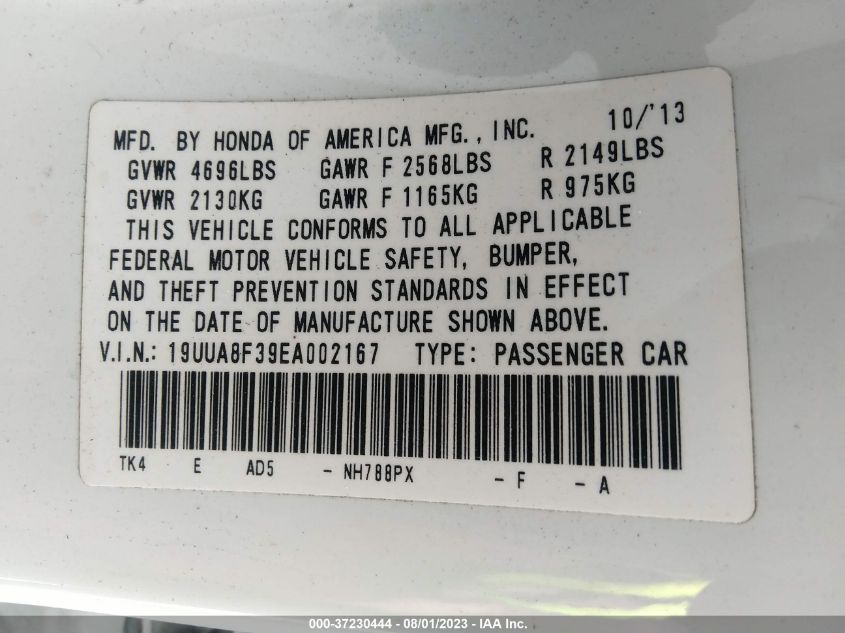 MFD. BY HONDA OF AMERICA MFG., INC. 10/'13
GVWR 4696LBS GAWR F 2568LBS R 2149LBS
GVWR 2130KG GAWR F 1165KG R 975KG
THIS VEHICLE CONFORMS TO ALL APPLICABLE
FEDERAL MOTOR VEHICLE SAFETY, BUMPER,
AND THEFT PREVENTION STANDARDS IN EFFECT
ON THE DATE OF MANUFACTURE SHOWN ABOVE.
V.I.N.: 19UUA8F39EA002167 TYPE: PASSENGER CAR
TK4 E AD5 - NH788PX - F - A
000-37230444 - 08/01/2023 - IAA Inc.